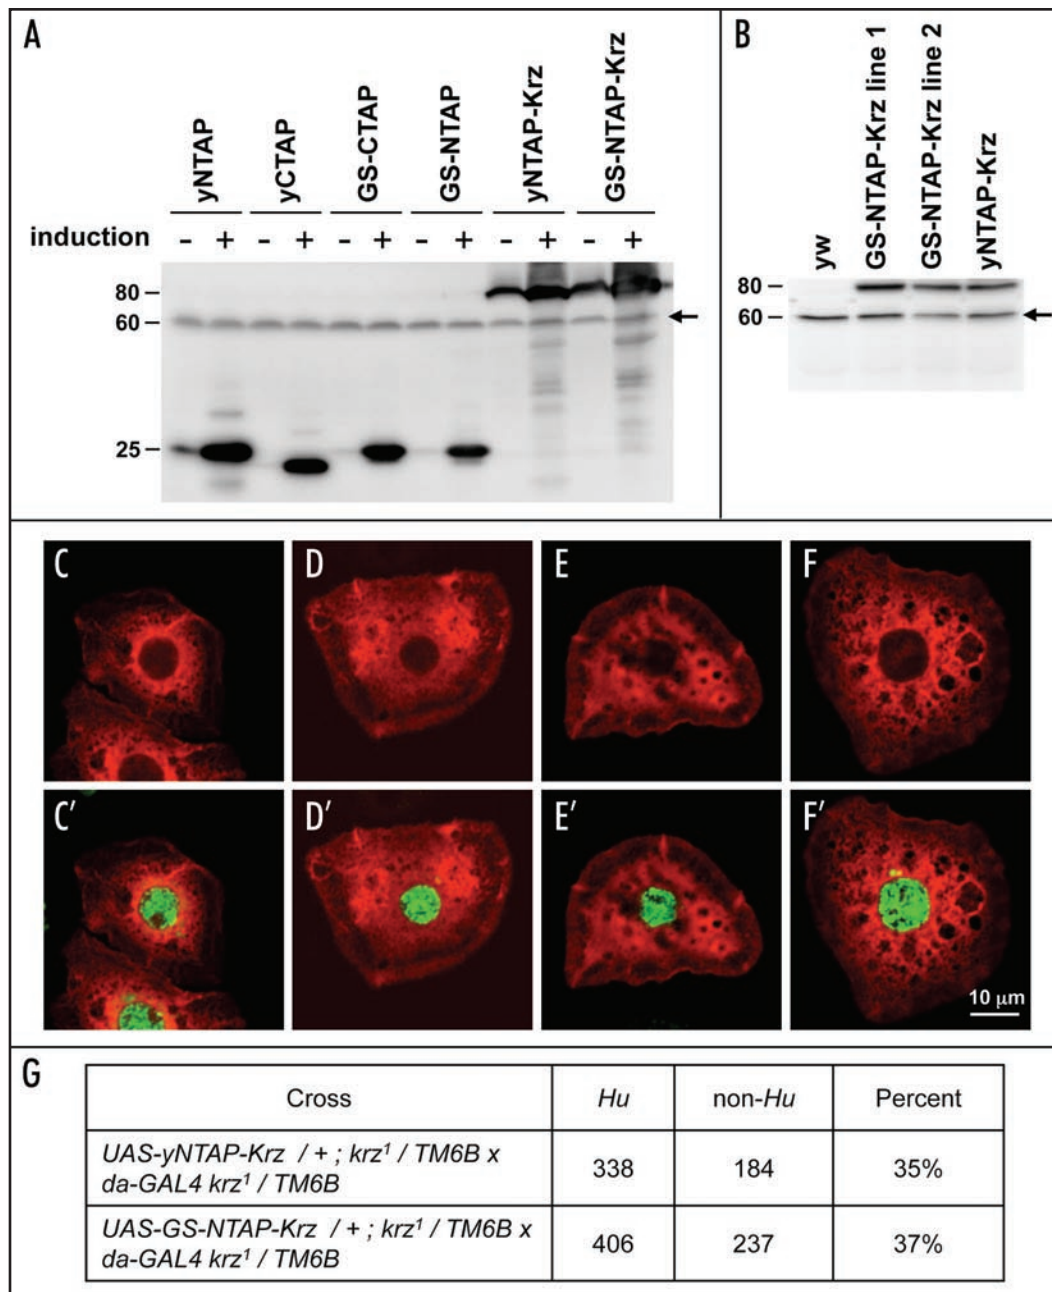 A
yNTAP
yCTAP
GS-CTAP
GS-NTAP
yNTAP-Krz
GS-NTAP-Krz
induction - + - + - + - + - + - +
80
60
25
B
yw
GS-NTAP-Krz line 1
GS-NTAP-Krz line 2
yNTAP-Krz
80
60
C
D
E
F
C′
D′
E′
F′
10 μm
G
Cross Hu non-Hu Percent
UAS-yNTAP-Krz / + ; krz¹ / TM6B x
da-GAL4 krz¹ / TM6B
338 184 35%
UAS-GS-NTAP-Krz / + ; krz¹ / TM6B x
da-GAL4 krz¹ / TM6B
406 237 37%